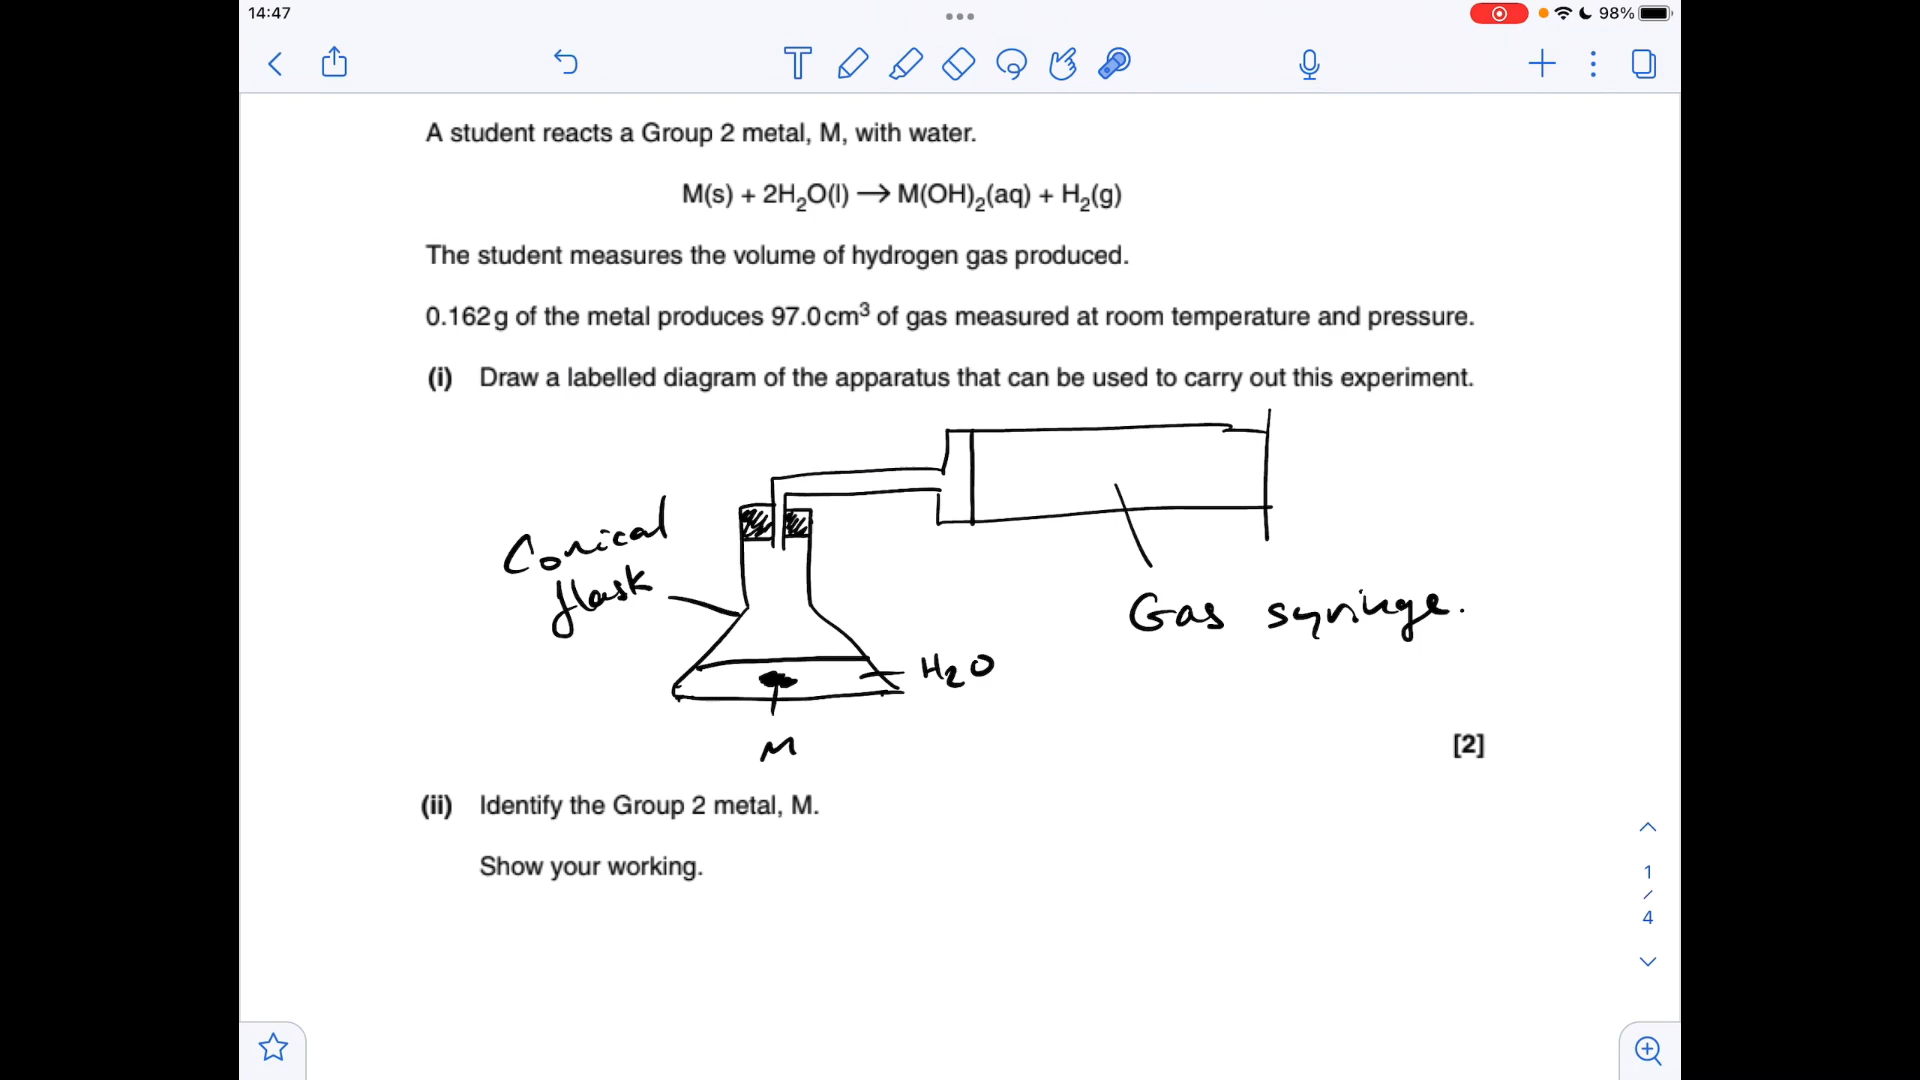 14:47
98%
A student reacts a Group 2 metal, M, with water.
M(s) + 2H₂O(l) → M(OH)₂(aq) + H₂(g)
The student measures the volume of hydrogen gas produced.
0.162 g of the metal produces 97.0 cm³ of gas measured at room temperature and pressure.
(i) Draw a labelled diagram of the apparatus that can be used to carry out this experiment.
Conical
flask
Gas syringe.
H₂O
M
[2]
(ii) Identify the Group 2 metal, M.
Show your working.
1
/
4